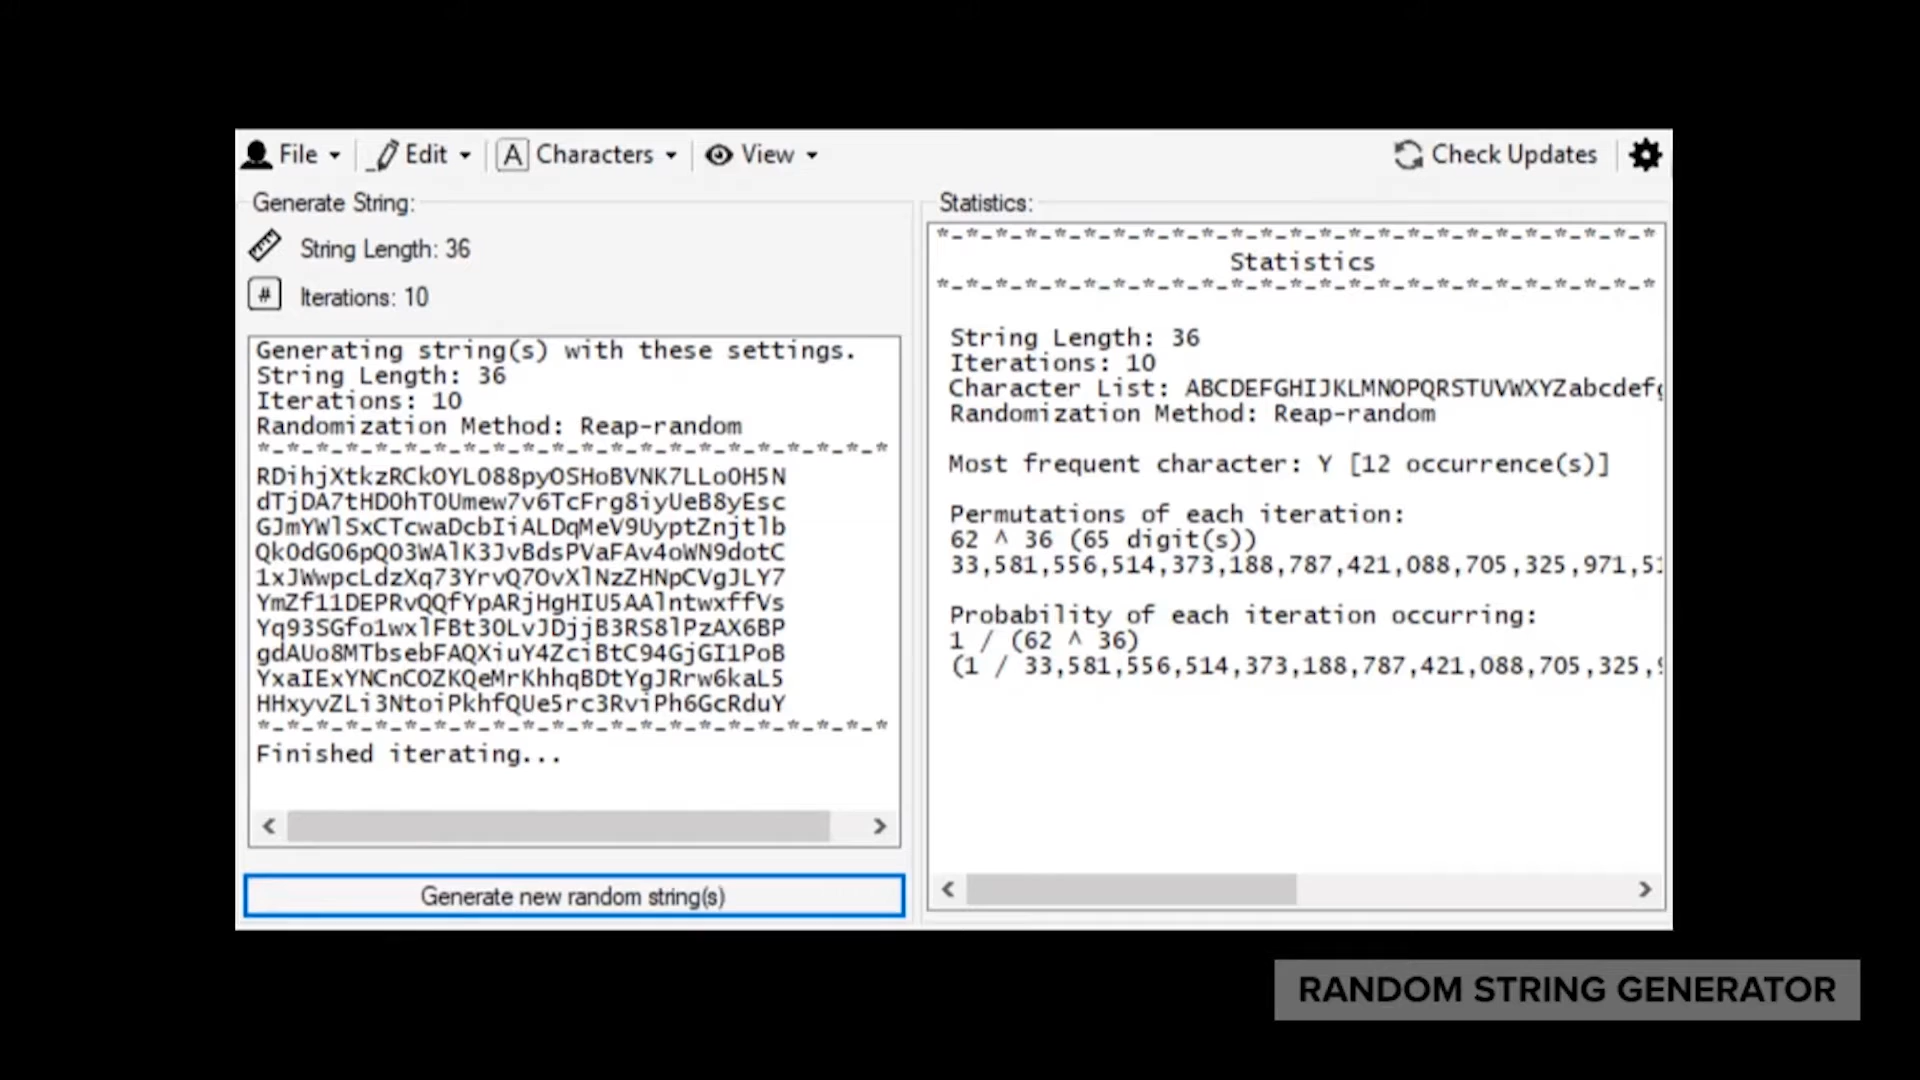 File
Edit
Characters
View
Check Updates
Generate String:
String Length: 36
Iterations: 10
Generating string(s) with these settings.
String Length: 36
Iterations: 10
Randomization Method: Reap-random
*-*-*-*-*-*-*-*-*-*-*-*-*-*-*-*-*-*-*-*-*-*
RDihjXtkzRCkOYL088pyOSHoBVNK7LLo0H5N
dTjDA7tHD0hT0Umew7v6TcFrg8iyUeB8yEsc
GJmYWlSxCTcwaDcbIiALDqMeV9UyptZnjtlb
QkOdG06pQ03WAlK3JvBdsPVaFAv4oWN9dotC
1xJWwpcLdzXq73YrvQ7OvXlNzZHNpCVgJLY7
YmZf11DEPRvQQfYpARjHgHIU5AAlntwxffVs
Yq93SGfo1wxlFBt30LvJDjjB3RS8lPzAX6BP
gdAUo8MTbsebFAQXiuY4ZciBtC94GjGI1PoB
YxaIExYNCnCOZKQeMrKhhqBDtYgJRrw6kaL5
HHxyvZLi3NtoiPkhfQUe5rc3RviPh6GcRduY
*-*-*-*-*-*-*-*-*-*-*-*-*-*-*-*-*-*-*-*-*-*
Finished iterating...
Generate new random string(s)
Statistics:
*-*-*-*-*-*-*-*-*-*-*-*-*-*-*-*-*-*-*-*-*-*-*-*-*
Statistics
*-*-*-*-*-*-*-*-*-*-*-*-*-*-*-*-*-*-*-*-*-*-*-*-*
String Length: 36
Iterations: 10
Character List: ABCDEFGHIJKLMNOPQRSTUVWXYZabcdef
Randomization Method: Reap-random
Most frequent character: Y [12 occurrence(s)]
Permutations of each iteration:
62 ^ 36 (65 digit(s))
33,581,556,514,373,188,787,421,088,705,325,971,51
Probability of each iteration occurring:
1 / (62 ^ 36)
(1 / 33,581,556,514,373,188,787,421,088,705,325,
RANDOM STRING GENERATOR